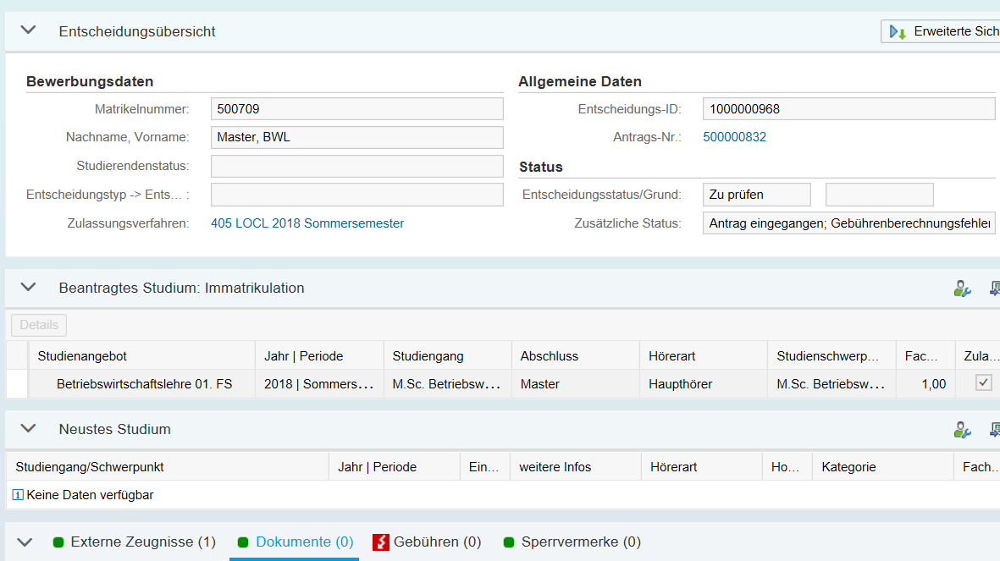 Entscheidungsübersicht
Erweiterte Sich
Bewerbungsdaten
Matrikelnummer: 500709
Nachname, Vorname: Master, BWL
Studierendenstatus:
Entscheidungstyp -> Ents... :
Zulassungsverfahren: 405 LOCL 2018 Sommersemester
Allgemeine Daten
Entscheidungs-ID: 1000000968
Antrags-Nr.: 500000832
Status
Entscheidungsstatus/Grund: Zu prüfen
Zusätzliche Status: Antrag eingegangen; Gebührenberechnungsfehler
Beantragtes Studium: Immatrikulation
Details
Studienangebot Jahr | Periode Studiengang Abschluss Hörerart Studienschwerp... Fac... Zula...
Betriebswirtschaftslehre 01. FS 2018 | Sommers... M.Sc. Betriebsw... Master Haupthörer M.Sc. Betriebsw... 1,00
Neustes Studium
Studiengang/Schwerpunkt Jahr | Periode Ein... weitere Infos Hörerart Ho... Kategorie Fach...
Keine Daten verfügbar
Externe Zeugnisse (1) Dokumente (0) Gebühren (0) Sperrvermerke (0)